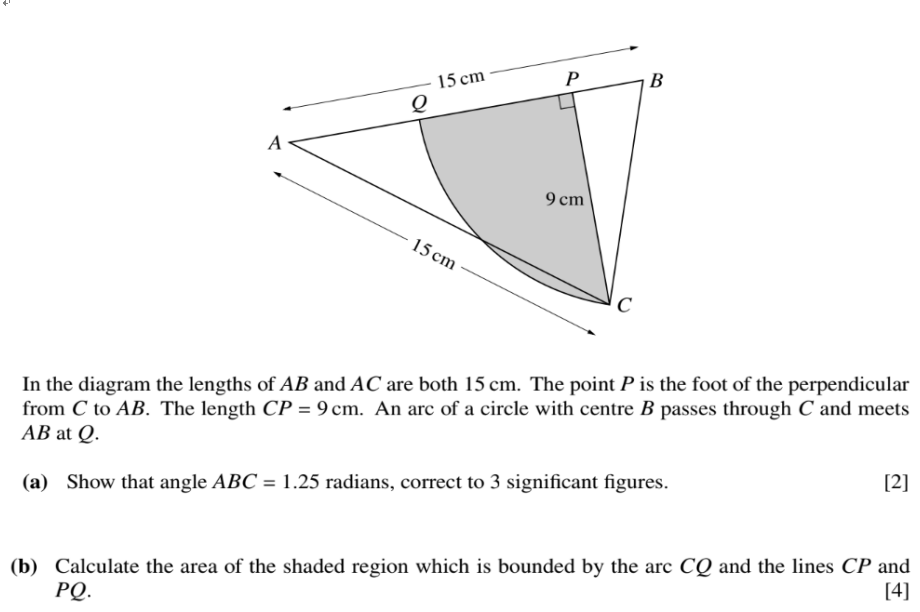 15 cm
P
B
Q
A
9 cm
15 cm
C
In the diagram the lengths of AB and AC are both 15 cm. The point P is the foot of the perpendicular
from C to AB. The length CP = 9 cm. An arc of a circle with centre B passes through C and meets
AB at Q.
(a) Show that angle ABC = 1.25 radians, correct to 3 significant figures. [2]
(b) Calculate the area of the shaded region which is bounded by the arc CQ and the lines CP and
PQ. [4]